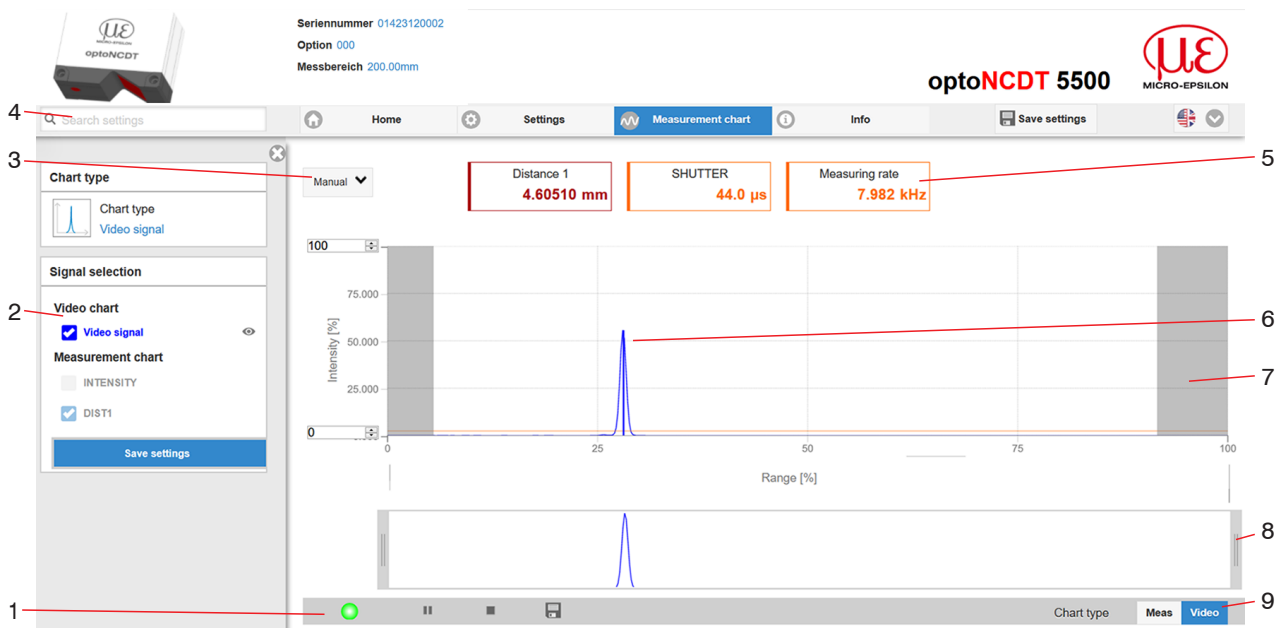 με
MICRO-EPSILON
optoNCDT
Seriennummer 01423120002
Option 000
Messbereich 200.00mm
optoNCDT 5500
με
MICRO-EPSILON
4
Search settings
Home
Settings
Measurement chart
Info
Save settings
3
Chart type
Chart type
Video signal
Manual
Distance 1
4.60510 mm
SHUTTER
44.0 µs
Measuring rate
7.982 kHz
5
Signal selection
2
Video chart
Video signal
Measurement chart
INTENSITY
DIST1
Save settings
100
75.000
50.000
25.000
0
Intensity [%]
6
7
0
25
50
75
100
Range [%]
8
1
Chart type
Meas
Video
9